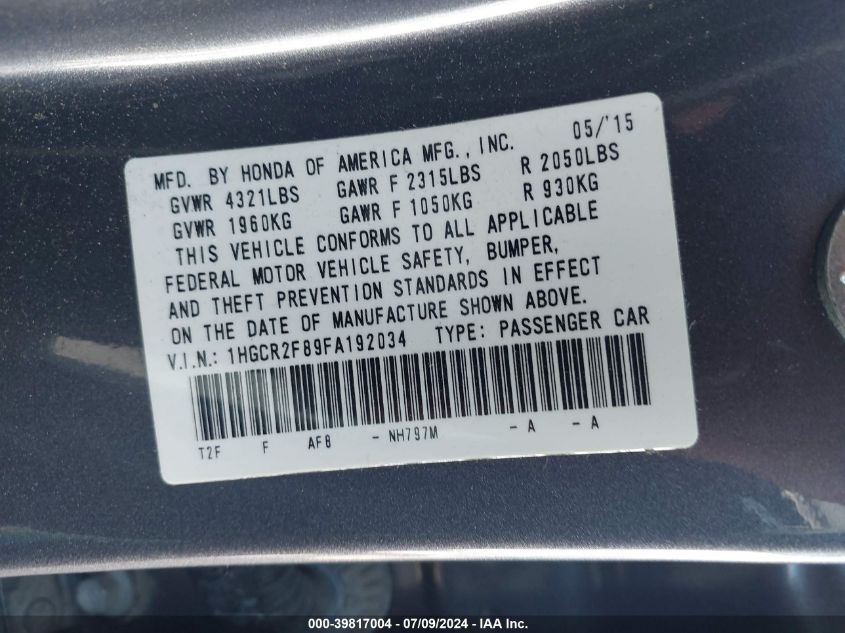 05/'15
MFD. BY HONDA OF AMERICA MFG., INC.
GVWR 4321LBS GAWR F 2315LBS R 2050LBS
GVWR 1960KG GAWR F 1050KG R 930KG
THIS VEHICLE CONFORMS TO ALL APPLICABLE
FEDERAL MOTOR VEHICLE SAFETY, BUMPER,
AND THEFT PREVENTION STANDARDS IN EFFECT
ON THE DATE OF MANUFACTURE SHOWN ABOVE.
V.I.N.: 1HGCR2F89FA192034 TYPE: PASSENGER CAR
T2F F AF8 - NH797M - A - A
000-39817004 / 07/09/2024 - IAA Inc.